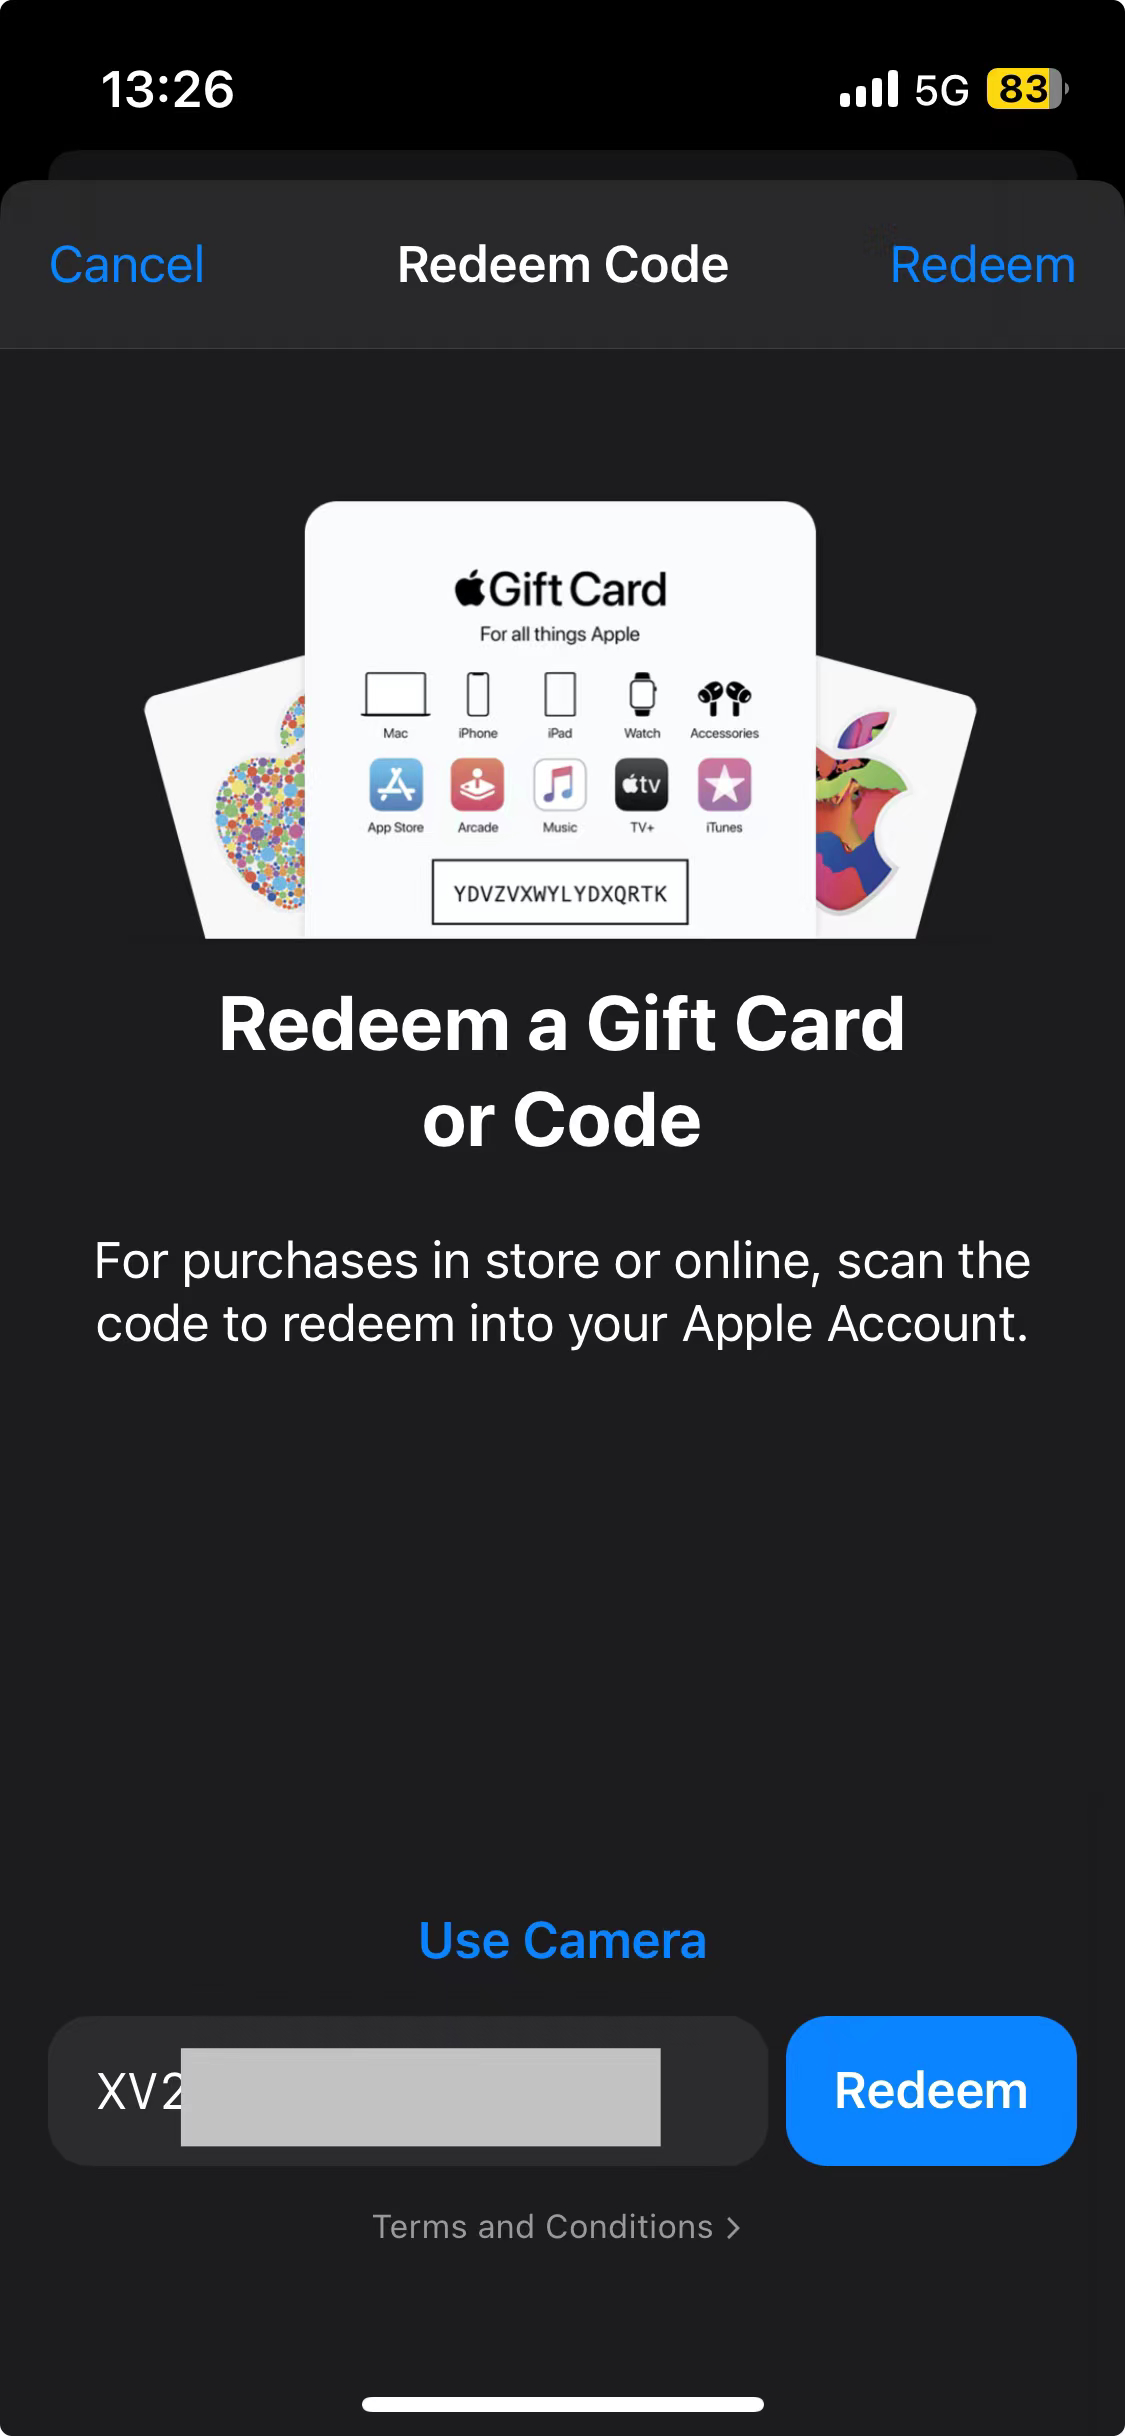 13:26
5G 83
Cancel Redeem Code Redeem
Gift Card
For all things Apple
Mac iPhone iPad Watch Accessories
tv
App Store Arcade Music TV+ iTunes
YDVZVXWYLYDXQRTK
Redeem a Gift Card
or Code
For purchases in store or online, scan the
code to redeem into your Apple Account.
Use Camera
XV2
Redeem
Terms and Conditions